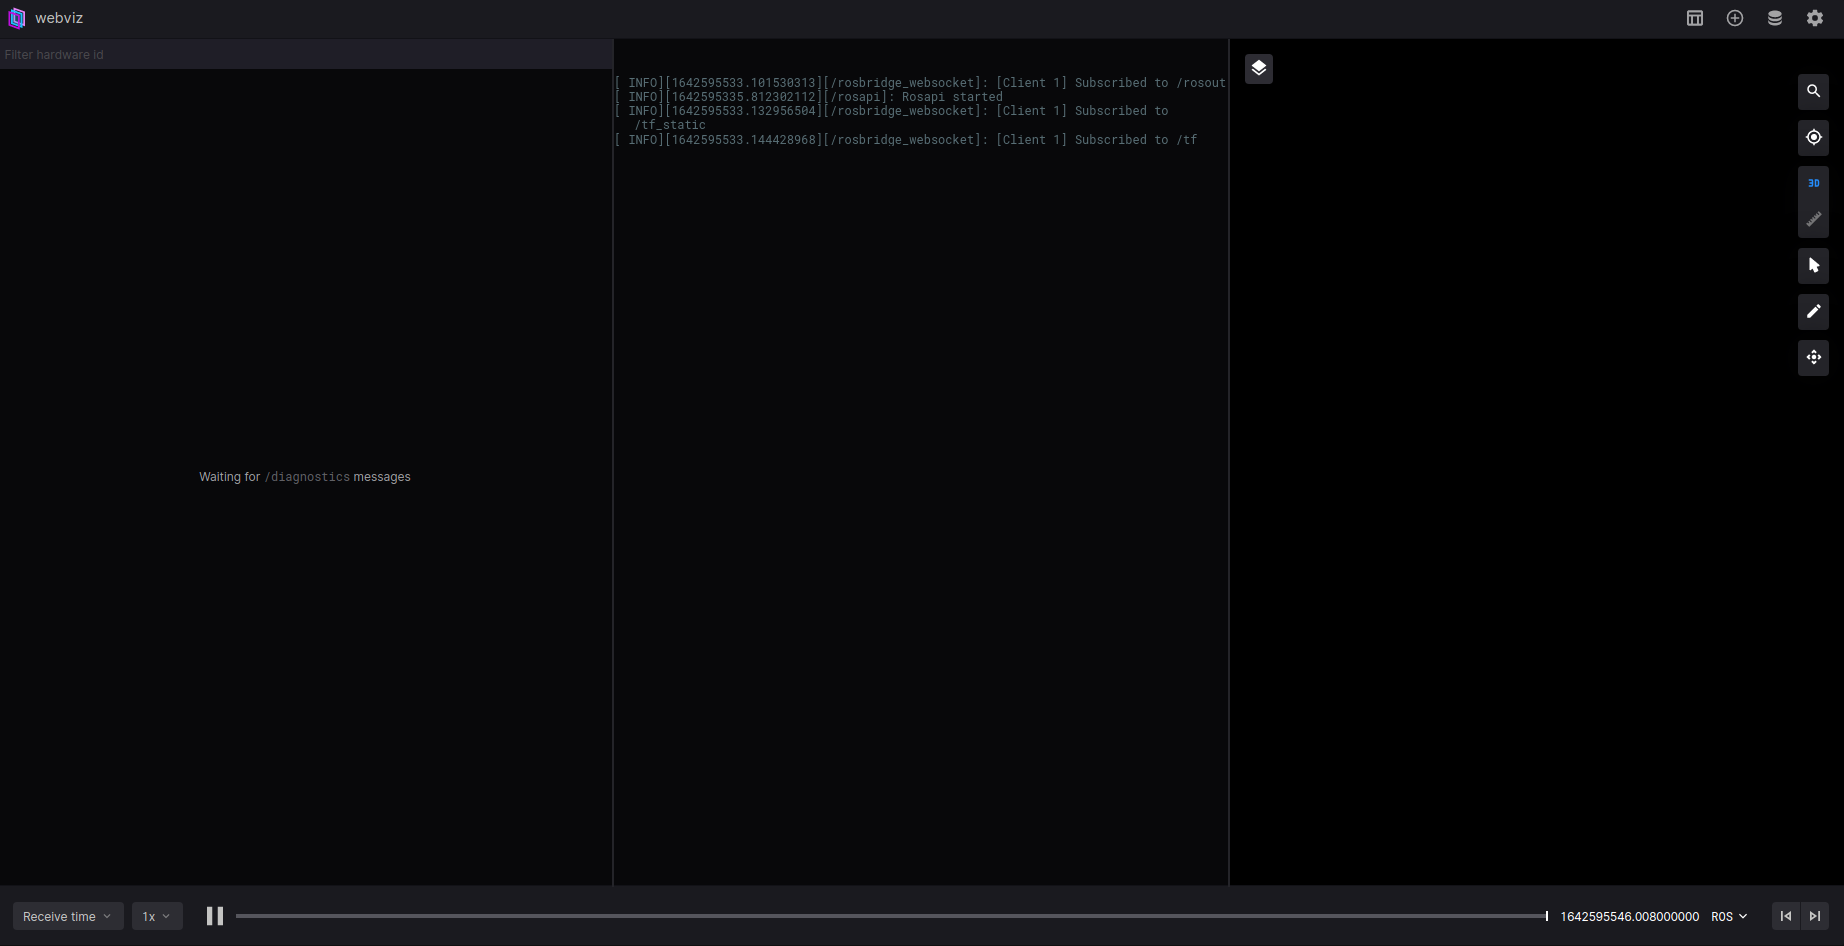 webviz
Filter hardware id
[ INFO][1642595533.101530313][/rosbridge_websocket]: [Client 1] Subscribed to /rosout
[ INFO][1642595335.812302112][/rosapi]: Rosapi started
[ INFO][1642595533.132956504][/rosbridge_websocket]: [Client 1] Subscribed to
/tf_static
[ INFO][1642595533.144428968][/rosbridge_websocket]: [Client 1] Subscribed to /tf
3D
Waiting for /diagnostics messages
Receive time 1x 1642595546.008000000 ROS